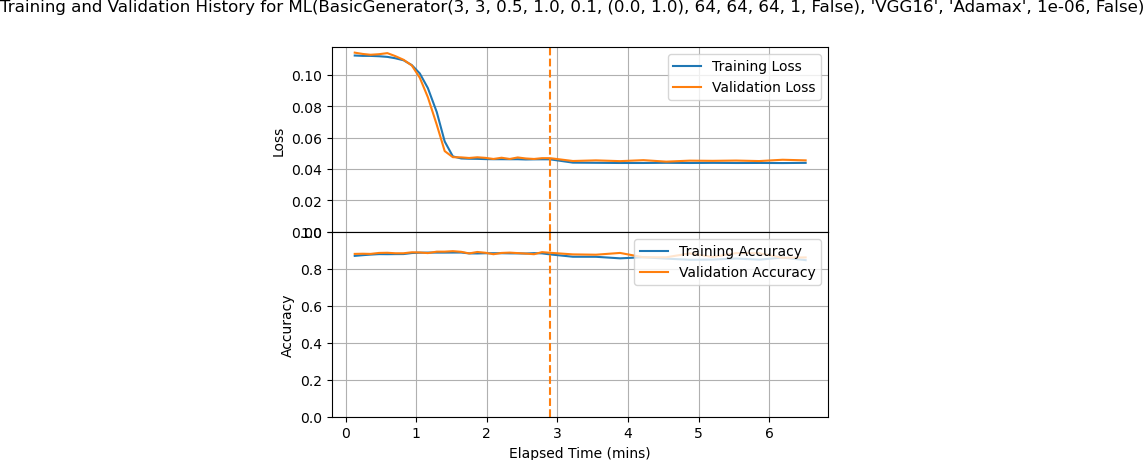 Training and Validation History for ML(BasicGenerator(3, 3, 0.5, 1.0, 0.1, (0.0, 1.0), 64, 64, 64, 1, False), 'VGG16', 'Adamax', 1e-06, False)
Training Loss
Validation Loss
Loss
0.10
0.08
0.06
0.04
0.02
0.00
1.0
Training Accuracy
Validation Accuracy
Accuracy
0.8
0.6
0.4
0.2
0.0
0 1 2 3 4 5 6
Elapsed Time (mins)